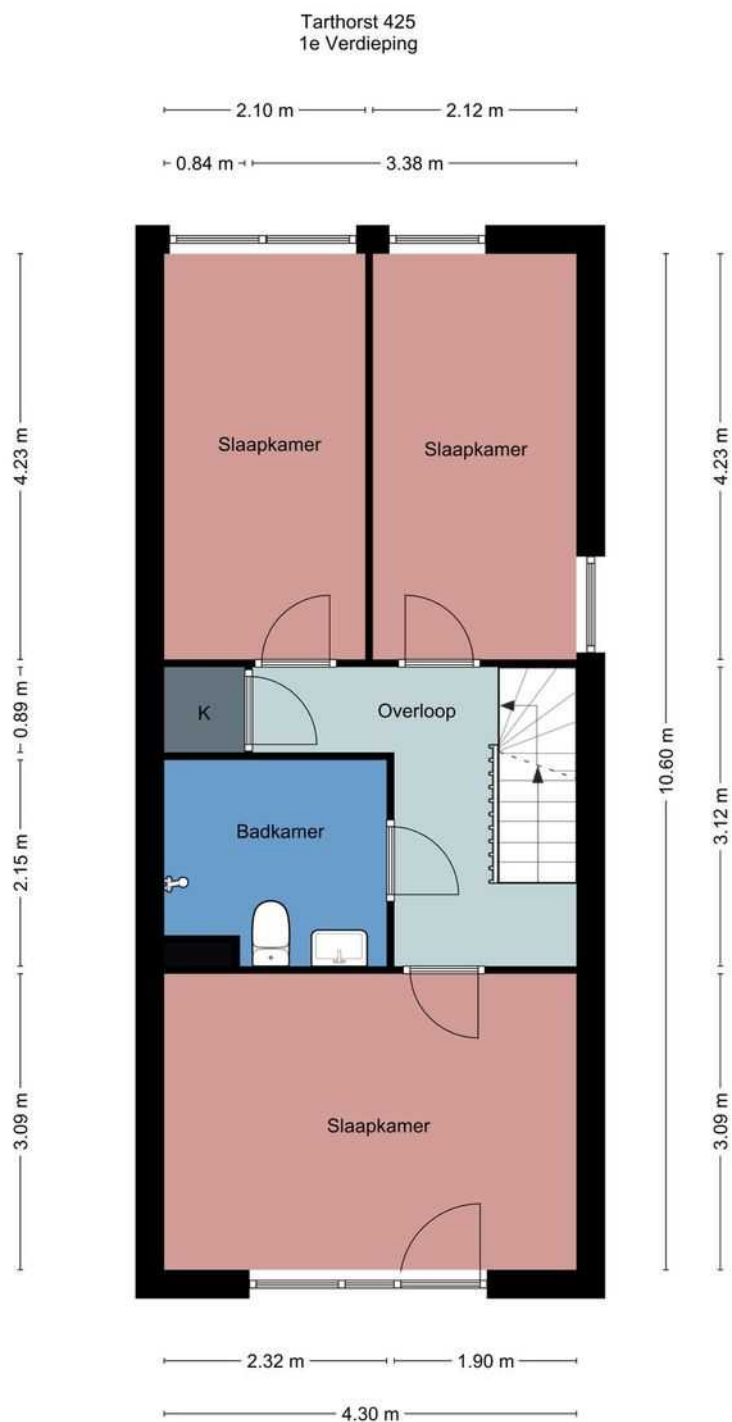 Tarthorst 425
1e Verdieping
2.10 m
2.12 m
0.84 m
3.38 m
4.23 m
4.23 m
Slaapkamer
Slaapkamer
0.89 m
K
Overloop
10.60 m
3.12 m
2.15 m
Badkamer
3.09 m
3.09 m
Slaapkamer
2.32 m
1.90 m
4.30 m